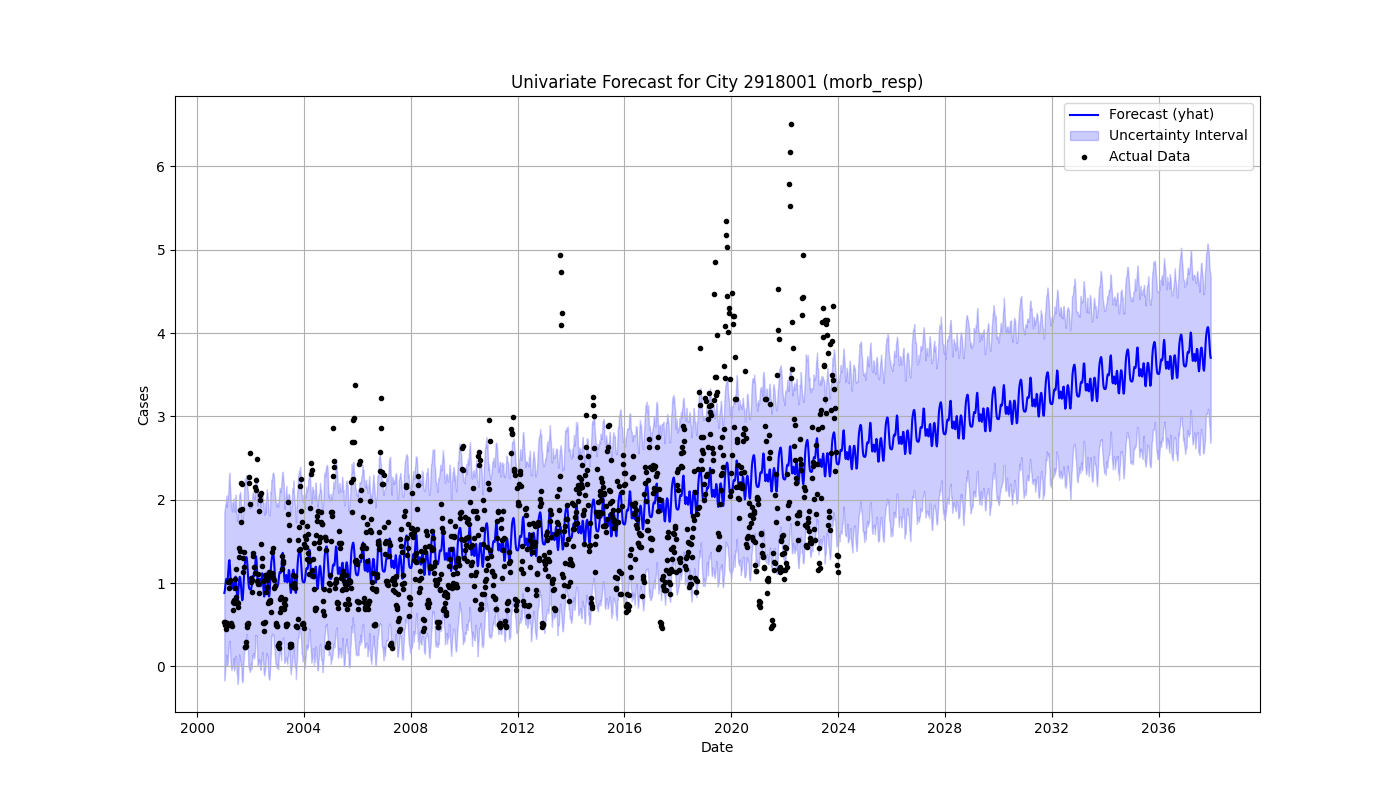 Univariate Forecast for City 2918001 (morb_resp)
Forecast (yhat)
Uncertainty Interval
Actual Data
Cases
6
5
4
3
2
1
0
2000 2004 2008 2012 2016 2020 2024 2028 2032 2036
Date